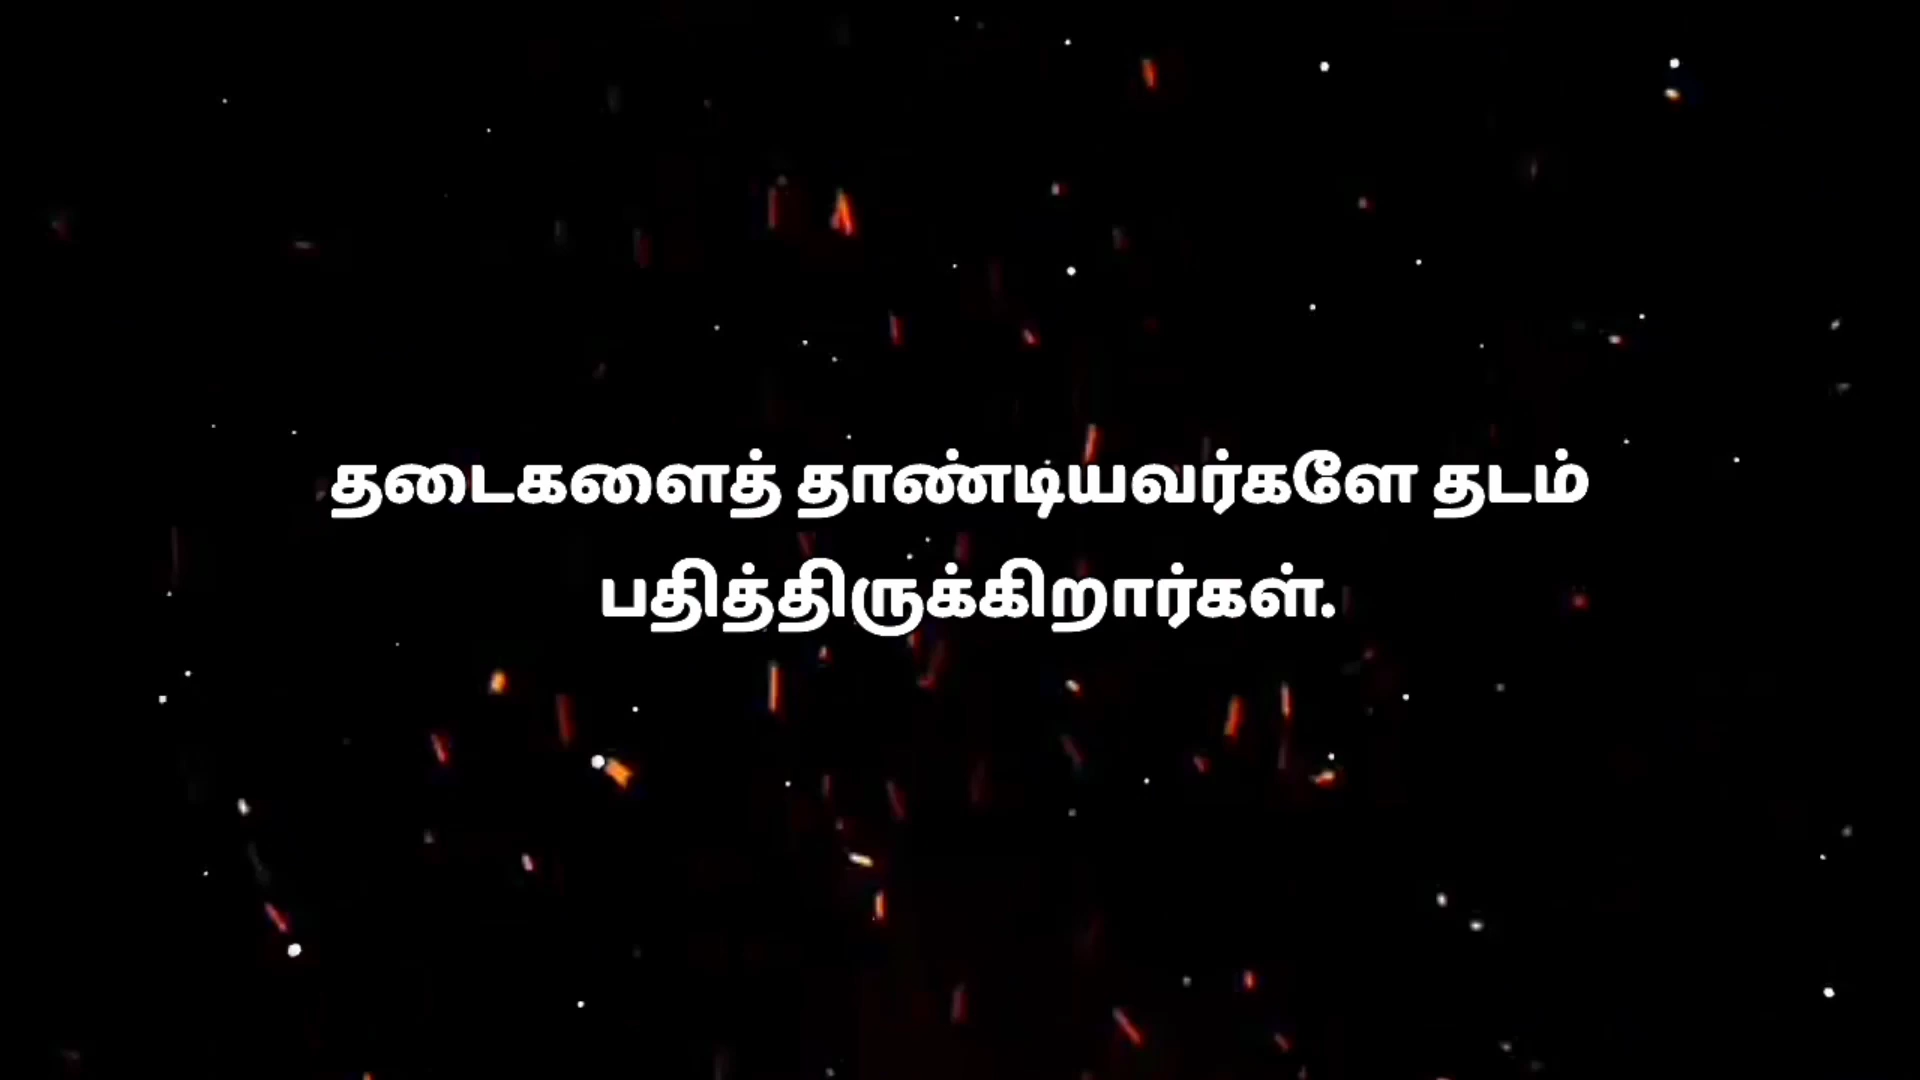 தடைகளைத் தாண்டியவர்களே தடம்
பதித்திருக்கிறார்கள்.